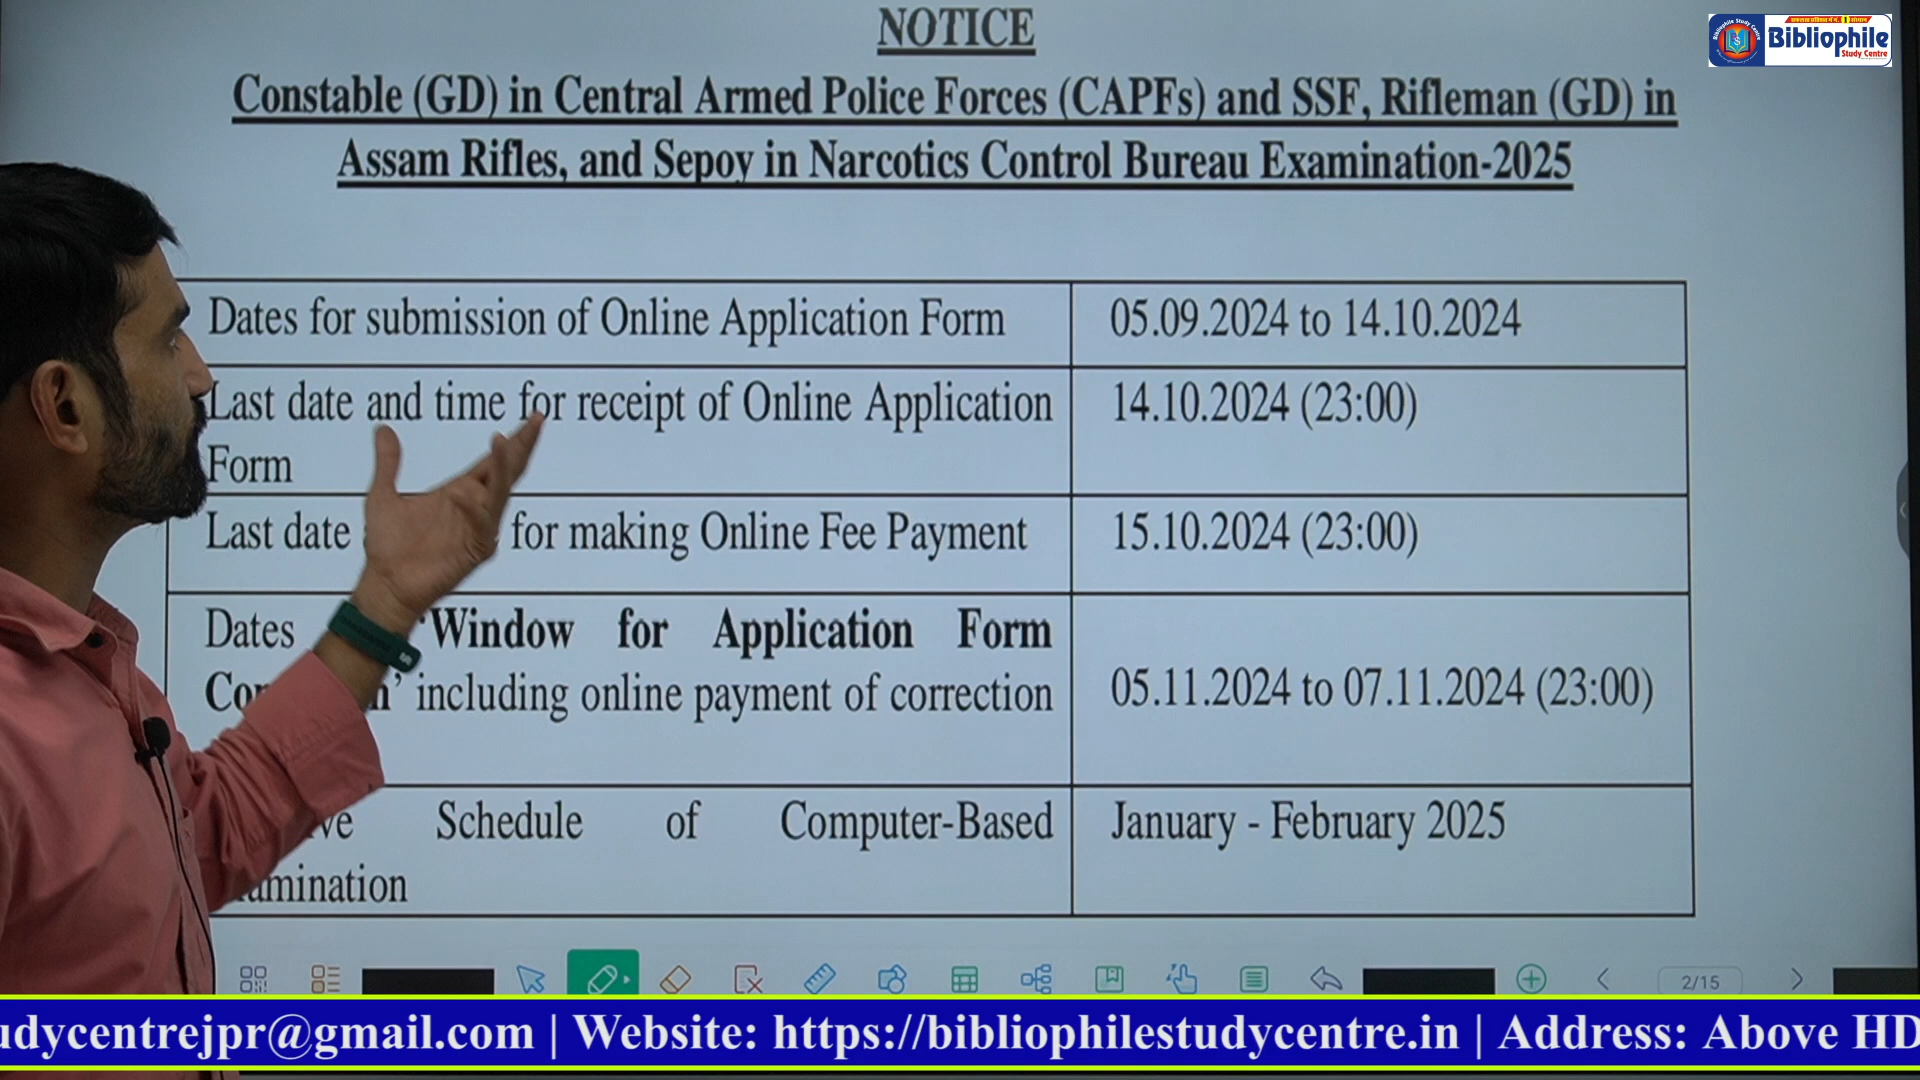 NOTICE
Bibliophile
Study Centre
Constable (GD) in Central Armed Police Forces (CAPFs) and SSF, Rifleman (GD) in
Assam Rifles, and Sepoy in Narcotics Control Bureau Examination-2025
Dates for submission of Online Application Form
05.09.2024 to 14.10.2024
Last date and time for receipt of Online Application
Form
14.10.2024 (23:00)
Last date for making Online Fee Payment
15.10.2024 (23:00)
Dates 'Window for Application Form
Co n' including online payment of correction
05.11.2024 to 07.11.2024 (23:00)
ve Schedule of Computer-Based
amination
January - February 2025
2/15
udycentrejpr@gmail.com | Website: https://bibliophilestudycentre.in | Address: Above HD